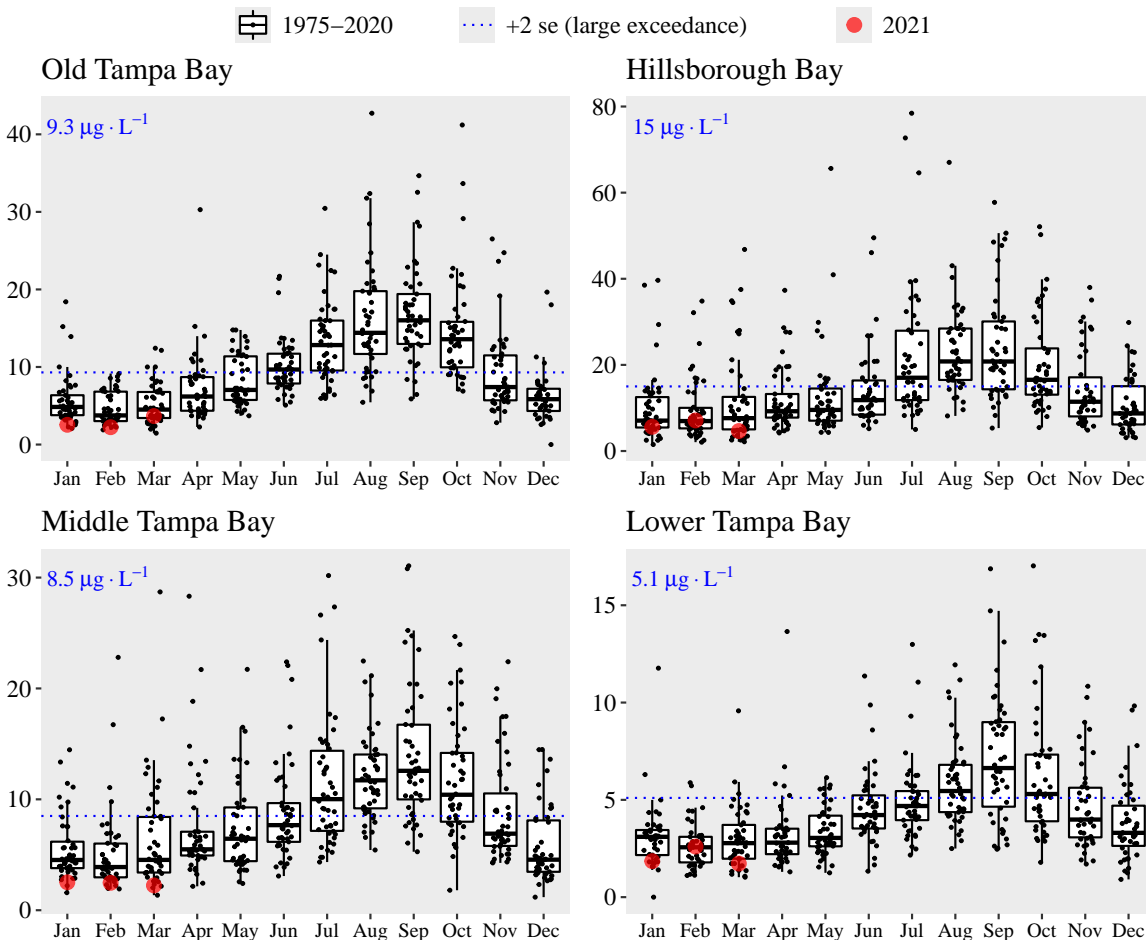 1975−2020 +2 se (large exceedance) 2021
Old Tampa Bay
9.3 μg ⋅ L−1
40
30
20
10
0
Jan Feb Mar Apr May Jun Jul Aug Sep Oct Nov Dec
Hillsborough Bay
15 μg ⋅ L−1
80
60
40
20
0
Jan Feb Mar Apr May Jun Jul Aug Sep Oct Nov Dec
Middle Tampa Bay
8.5 μg ⋅ L−1
30
20
10
0
Jan Feb Mar Apr May Jun Jul Aug Sep Oct Nov Dec
Lower Tampa Bay
5.1 μg ⋅ L−1
15
10
5
0
Jan Feb Mar Apr May Jun Jul Aug Sep Oct Nov Dec